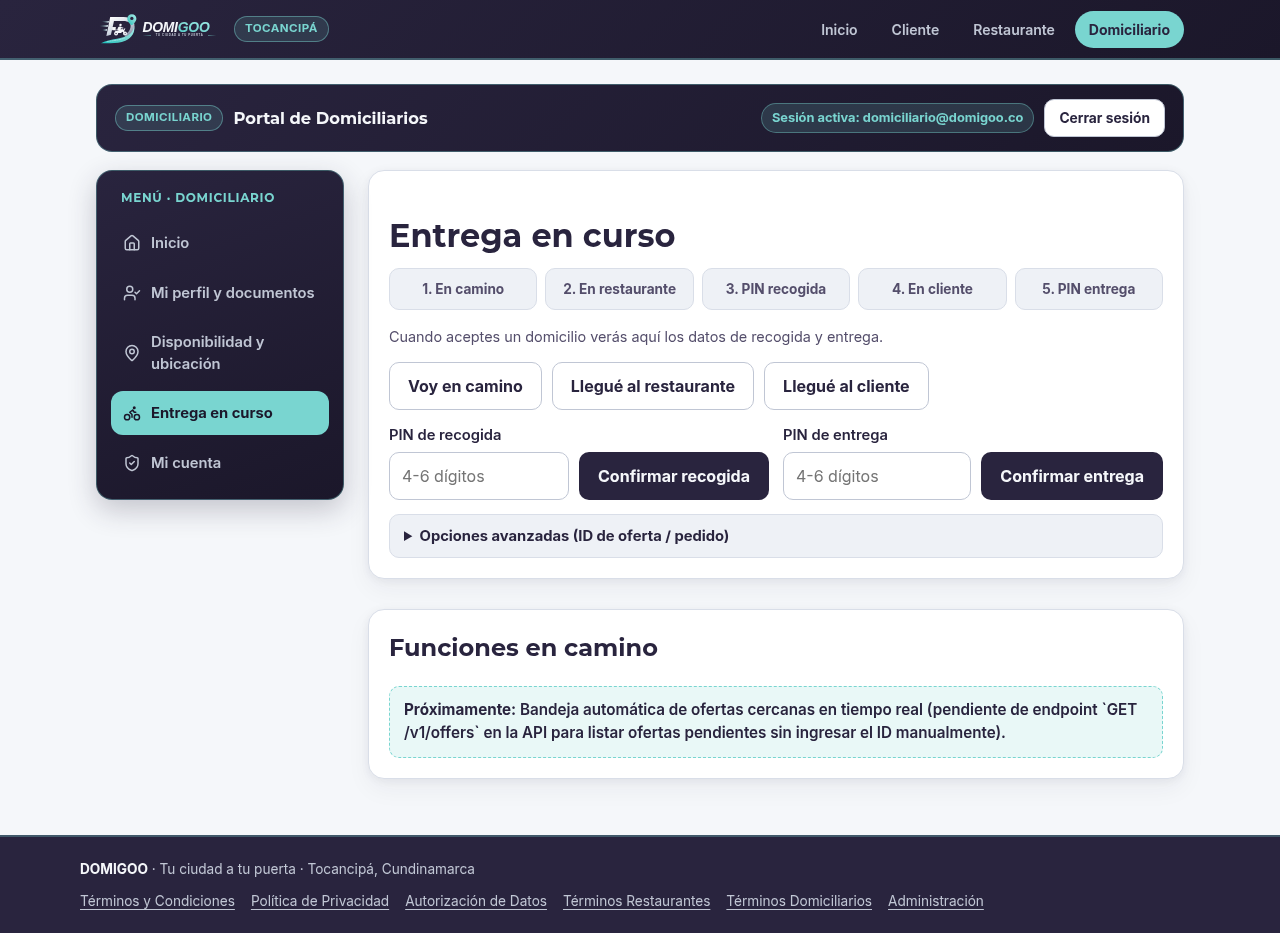 DOMIGOO
TU CIUDAD A TU PUERTA
TOCANCIPÁ
Inicio
Cliente
Restaurante
Domiciliario
DOMICILIARIO
Portal de Domiciliarios
Sesión activa: domiciliario@domigoo.co
Cerrar sesión
MENÚ · DOMICILIARIO
Inicio
Mi perfil y documentos
Disponibilidad y
ubicación
Entrega en curso
Mi cuenta
Entrega en curso
1. En camino
2. En restaurante
3. PIN recogida
4. En cliente
5. PIN entrega
Cuando aceptes un domicilio verás aquí los datos de recogida y entrega.
Voy en camino
Llegué al restaurante
Llegué al cliente
PIN de recogida
4-6 dígitos
Confirmar recogida
PIN de entrega
4-6 dígitos
Confirmar entrega
Opciones avanzadas (ID de oferta / pedido)
Funciones en camino
Próximamente: Bandeja automática de ofertas cercanas en tiempo real (pendiente de endpoint `GET
/v1/offers` en la API para listar ofertas pendientes sin ingresar el ID manualmente).
DOMIGOO · Tu ciudad a tu puerta · Tocancipá, Cundinamarca
Términos y Condiciones
Política de Privacidad
Autorización de Datos
Términos Restaurantes
Términos Domiciliarios
Administración